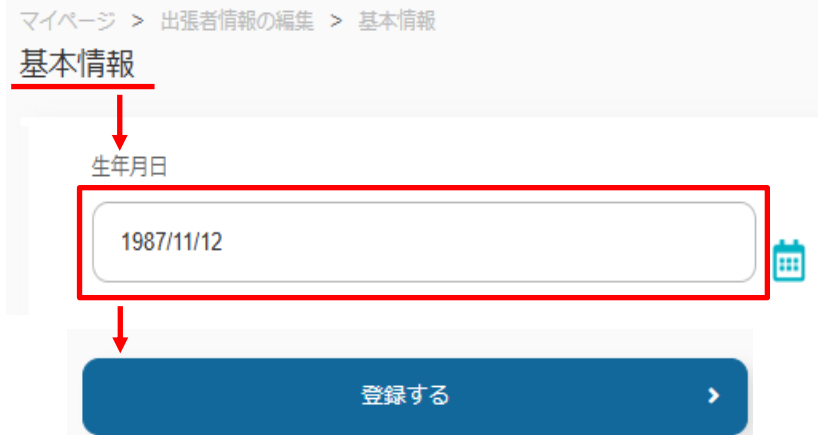 マイページ > 出張者情報の編集 > 基本情報
基本情報
生年月日
1987/11/12
登録する